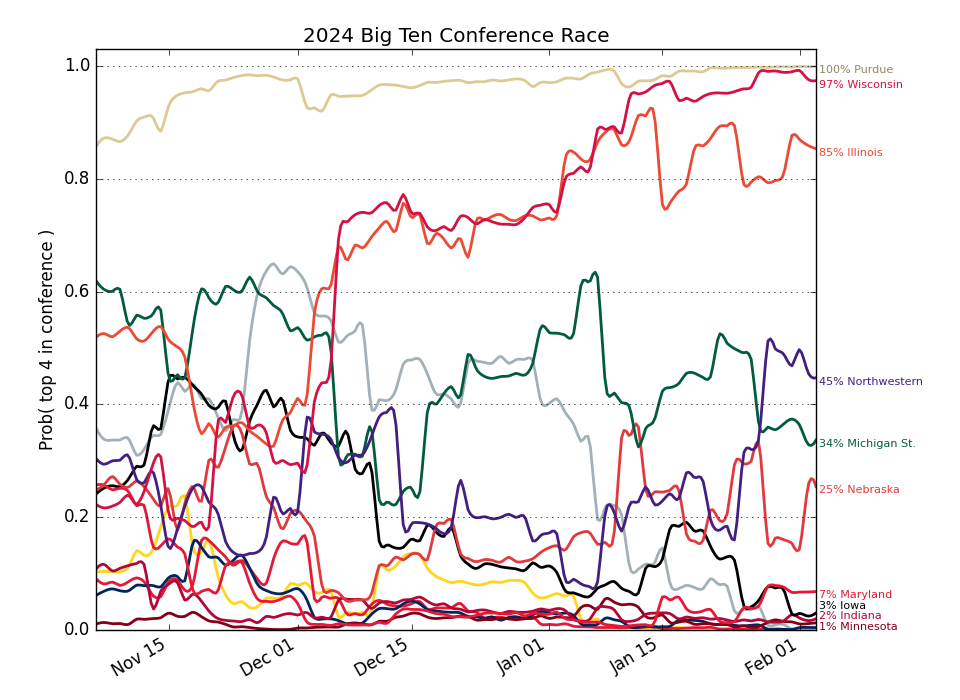 2024 Big Ten Conference Race
Prob( top 4 in conference )
1.0
0.8
0.6
0.4
0.2
0.0
Nov 15
Dec 01
Dec 15
Jan 01
Jan 15
Feb 01
100% Purdue
97% Wisconsin
85% Illinois
45% Northwestern
34% Michigan St.
25% Nebraska
7% Maryland
3% Iowa
2% Indiana
1% Minnesota